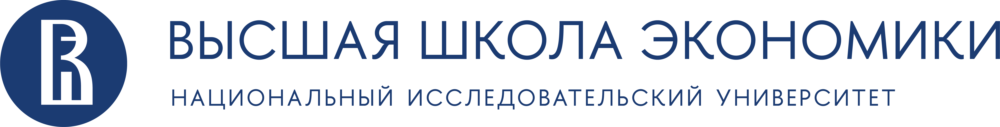 ВЫСШАЯ ШКОЛА ЭКОНОМИКИ
НАЦИОНАЛЬНЫЙ ИССЛЕДОВАТЕЛЬСКИЙ УНИВЕРСИТЕТ